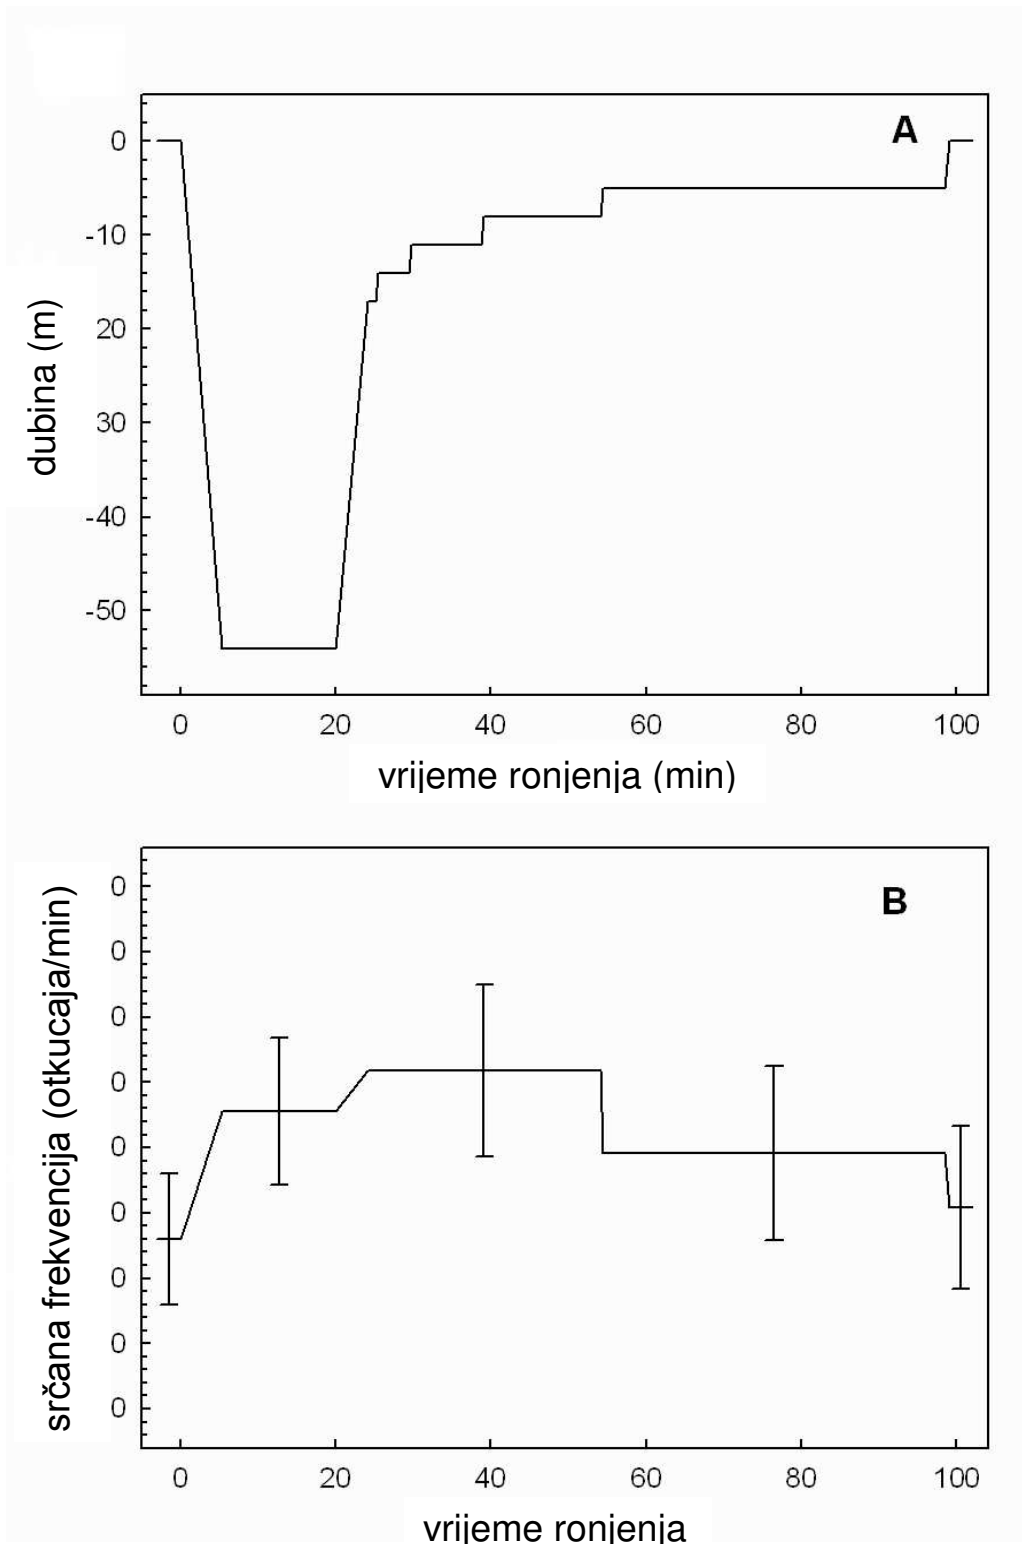 A
0
-10
20
30
-40
-50
dubina (m)
0 20 40 60 80 100
vrijeme ronjenja (min)
B
0
0
0
0
0
0
0
0
0
srčana frekvencija (otkucaja/min)
0 20 40 60 80 100
vrijeme ronjenja